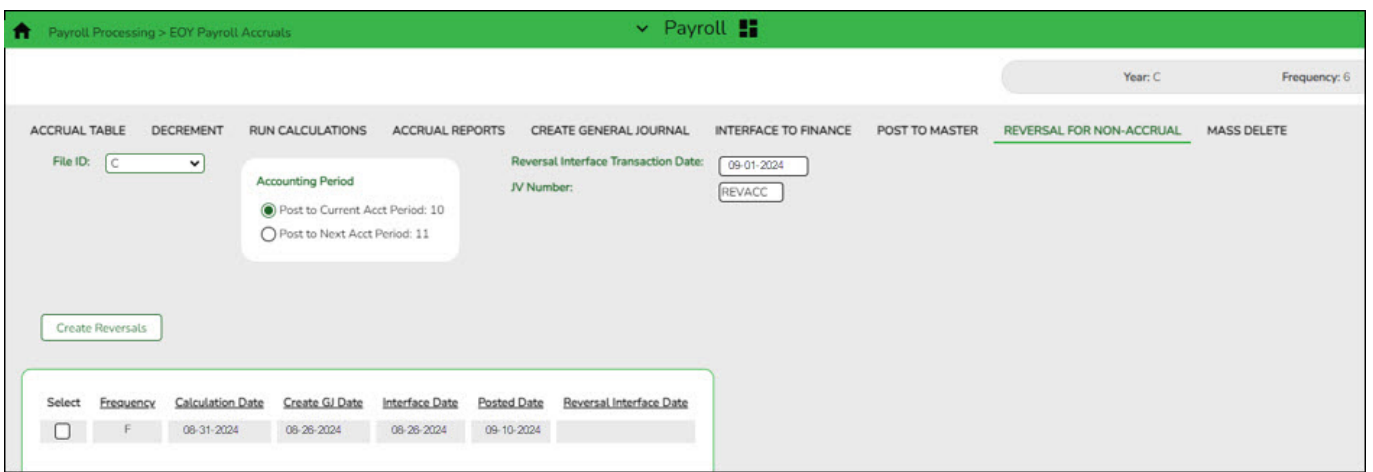 Payroll Processing > EOY Payroll Accruals
Payroll
Year: C Frequency: 6
ACCRUAL TABLE DECREMENT RUN CALCULATIONS ACCRUAL REPORTS CREATE GENERAL JOURNAL INTERFACE TO FINANCE POST TO MASTER REVERSAL FOR NON-ACCRUAL MASS DELETE
File ID: C
Accounting Period
Post to Current Acct Period: 10
Post to Next Acct Period: 11
Reversal Interface Transaction Date: 09-01-2024
JV Number: REVACC
Create Reversals
Select Frequency Calculation Date Create GJ Date Interface Date Posted Date Reversal Interface Date
F 08-31-2024 08-26-2024 08-26-2024 09-10-2024